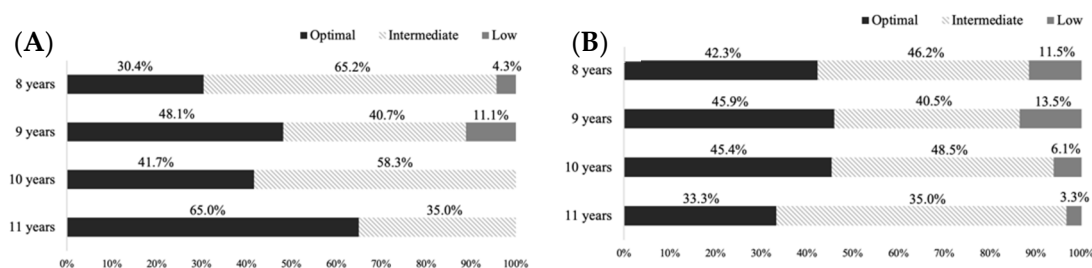 (A)
Optimal Intermediate Low
30.4% 65.2% 4.3%
8 years
48.1% 40.7% 11.1%
9 years
41.7% 58.3%
10 years
65.0% 35.0%
11 years
0% 10% 20% 30% 40% 50% 60% 70% 80% 90% 100%
(B)
Optimal Intermediate Low
42.3% 46.2% 11.5%
8 years
45.9% 40.5% 13.5%
9 years
45.4% 48.5% 6.1%
10 years
33.3% 35.0% 3.3%
11 years
0% 10% 20% 30% 40% 50% 60% 70% 80% 90% 100%